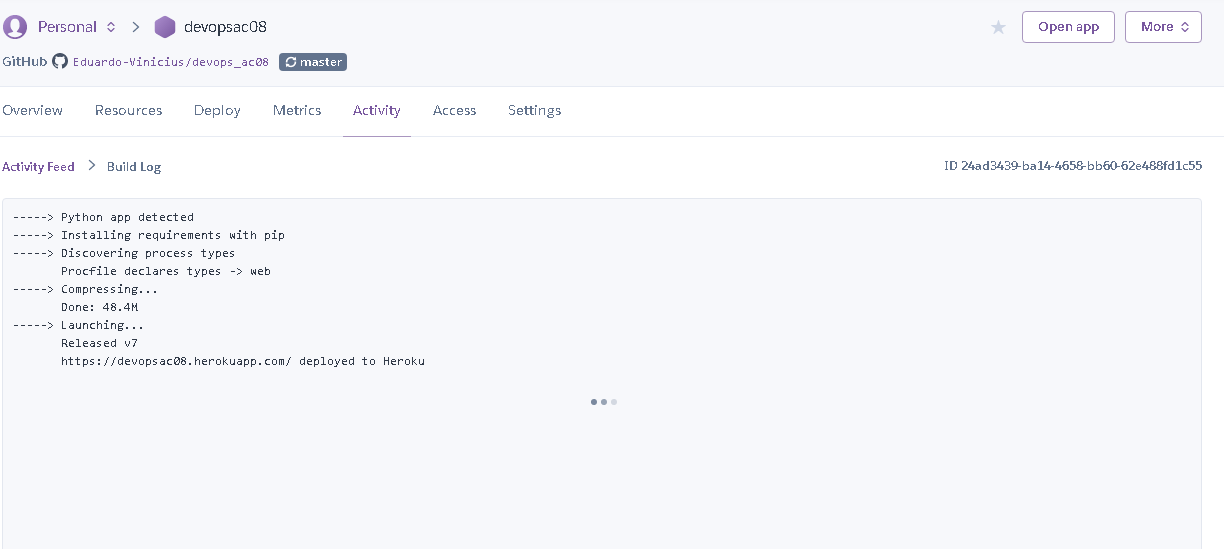 Personal devopsac08 Open app More
GitHub Eduardo-Vinicius/devops_ac08 master
Overview Resources Deploy Metrics Activity Access Settings
Activity Feed Build Log ID 24ad3439-ba14-4658-bb60-62e488fd1c55
-----> Python app detected
-----> Installing requirements with pip
-----> Discovering process types
Procfile declares types -> web
-----> Compressing...
Done: 48.4M
-----> Launching...
Released v7
https://devopsac08.herokuapp.com/ deployed to Heroku